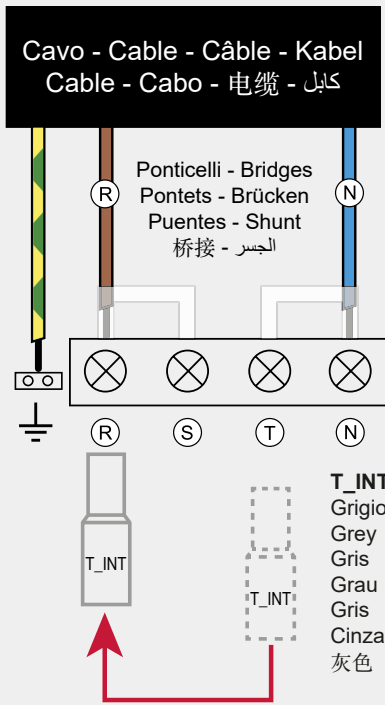 Cavo - Cable - Câble - Kabel
Cable - Cabo - 电缆 - كابل
R
N
Ponticelli - Bridges
Pontets - Brücken
Puentes - Shunt
桥接 - الجسر
R
S
T
N
T_INT
T_INT
T_INT
Grigio
Grey
Gris
Grau
Gris
Cinza
灰色